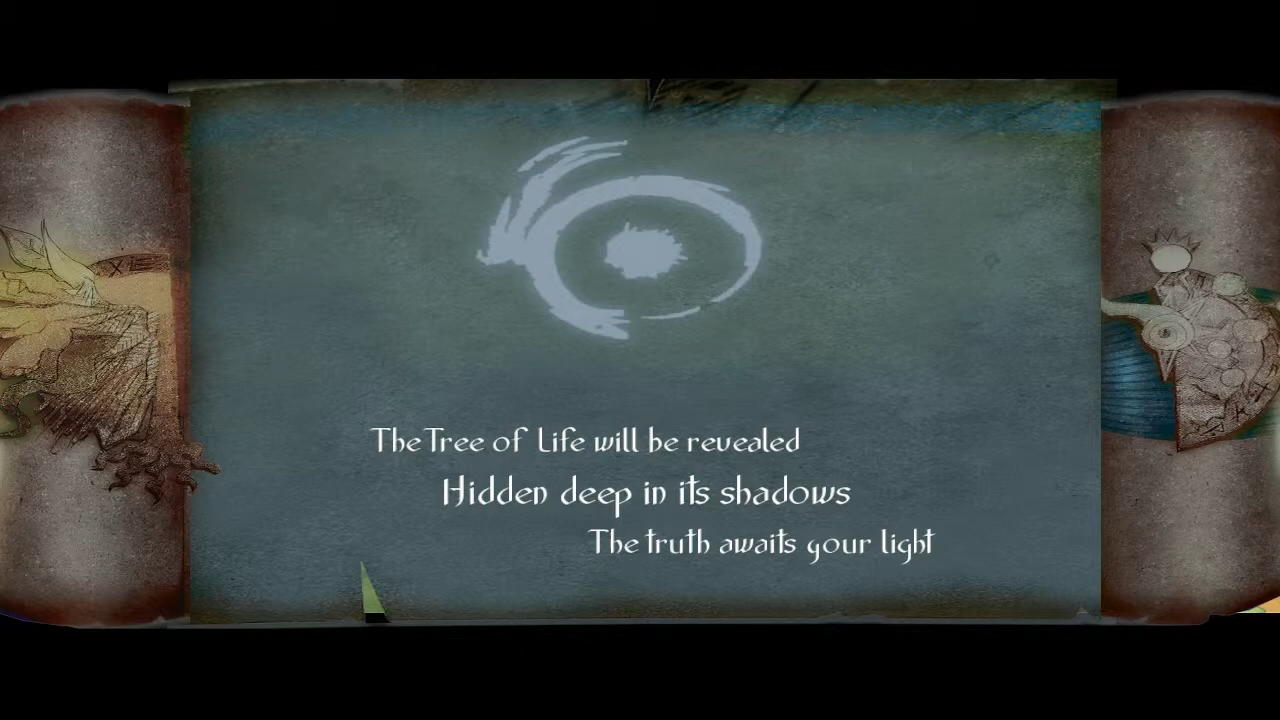 The Tree of Life will be revealed
Hidden deep in its shadows
The truth awaits your light